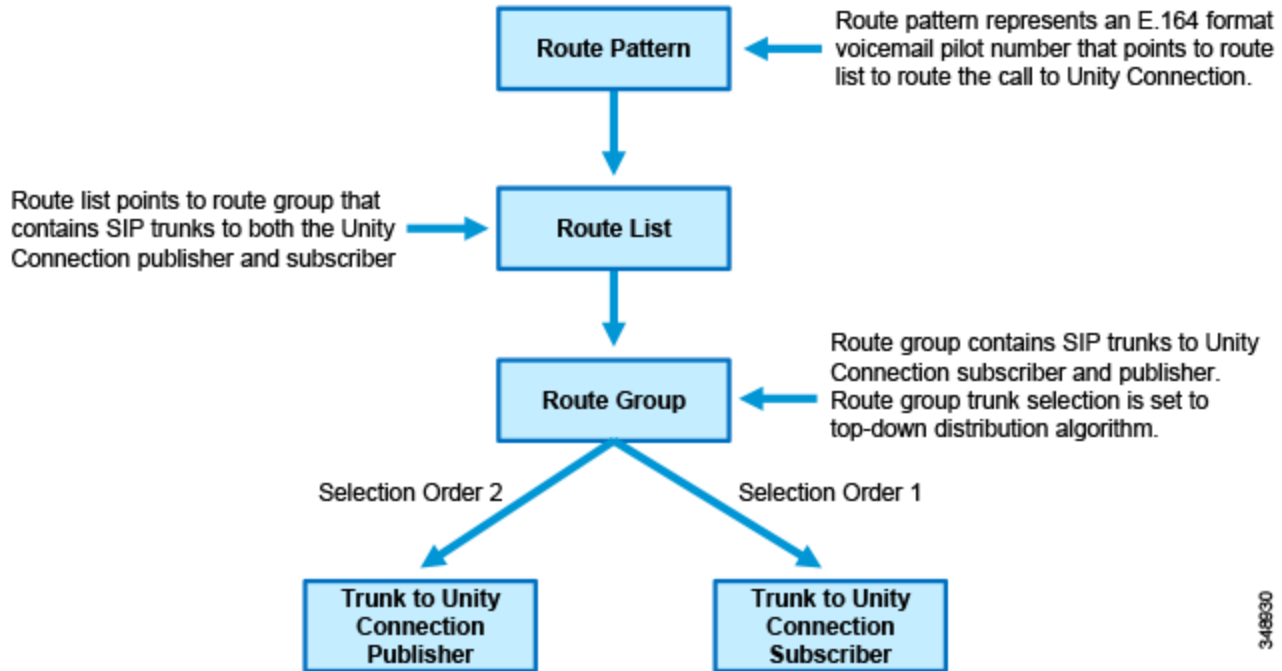 Route Pattern
Route pattern represents an E.164 format
voicemail pilot number that points to route
list to route the call to Unity Connection.
Route list points to route group that
contains SIP trunks to both the Unity
Connection publisher and subscriber
Route List
Route Group
Route group contains SIP trunks to Unity
Connection subscriber and publisher.
Route group trunk selection is set to
top-down distribution algorithm.
Selection Order 2
Selection Order 1
Trunk to Unity
Connection
Publisher
Trunk to Unity
Connection
Subscriber
348930